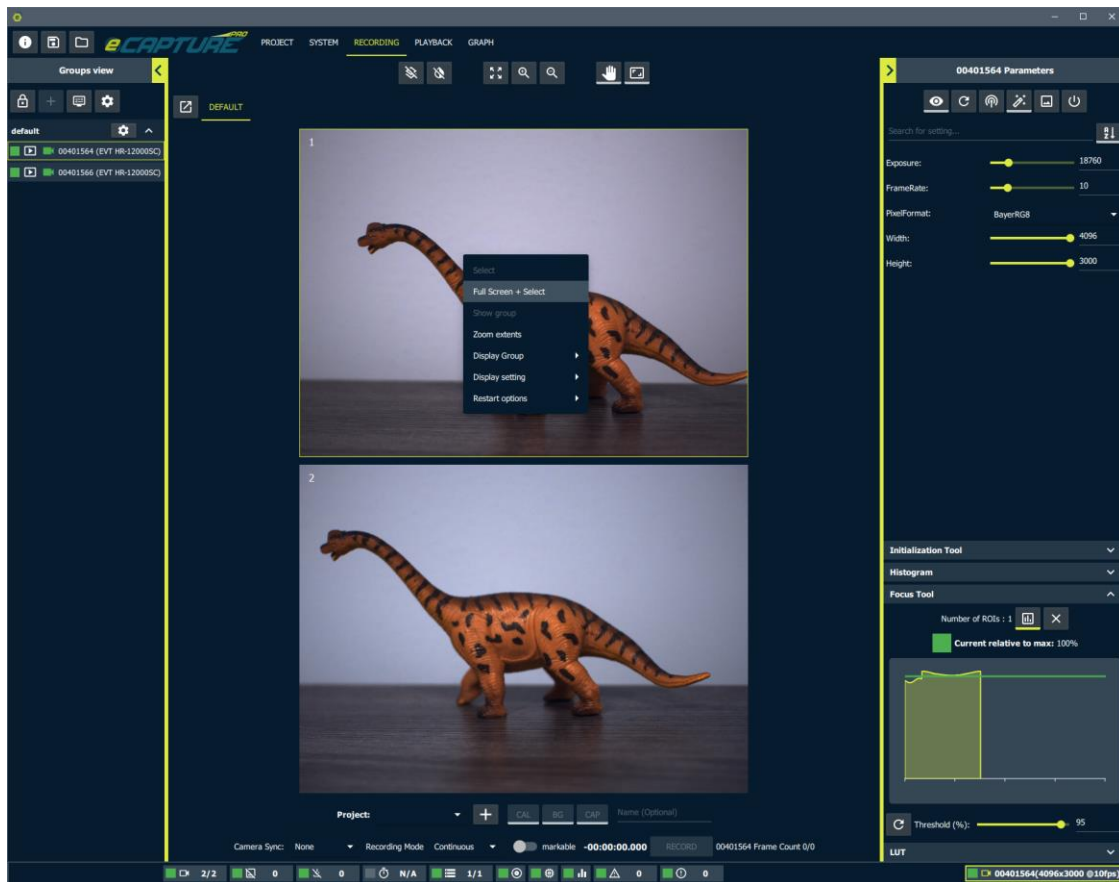 eCAPTURE PRO PROJECT SYSTEM RECORDING PLAYBACK GRAPH
Groups view
00401564 Parameters
default
DEFAULT
00401564 (EVT HR-12000SC)
00401566 (EVT HR-12000SC)
Search for setting...
Exposure: 18760
FrameRate: 10
PixelFormat: BayerRG8
Width: 4096
Height: 3000
1
Select
Full Screen + Select
Show group
Zoom extents
Display Group
Display setting
Restart options
2
Initialization Tool
Histogram
Focus Tool
Number of ROIs : 1
Current relative to max: 100%
Threshold (%): 95
LUT
Project: CAL BG CAP Name (Optional)
Camera Sync: None Recording Mode Continuous markable -00:00:00.000 RECORD 00401564 Frame Count 0/0
2/2 0 0 N/A 1/1 0 0 00401564(4096x3000 @10fps